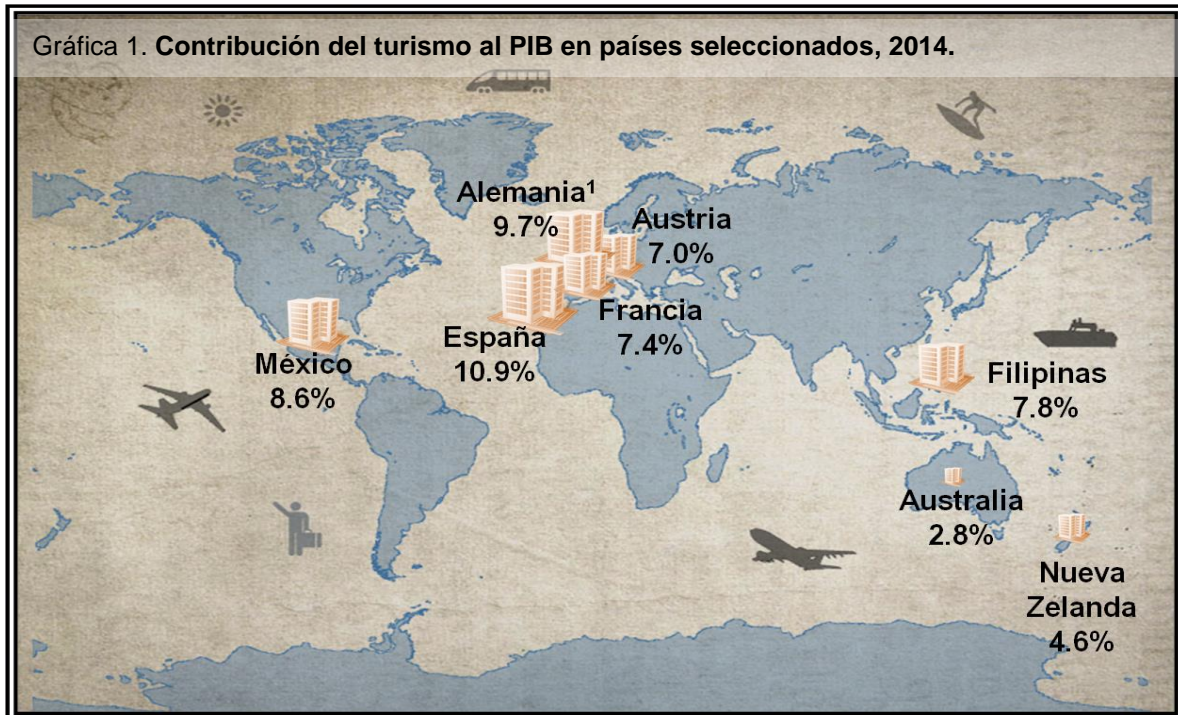 Gráfica 1. Contribución del turismo al PIB en países seleccionados, 2014.
Alemania¹
9.7%
Austria
7.0%
Francia
7.4%
España
10.9%
México
8.6%
Filipinas
7.8%
Australia
2.8%
Nueva
Zelanda
4.6%